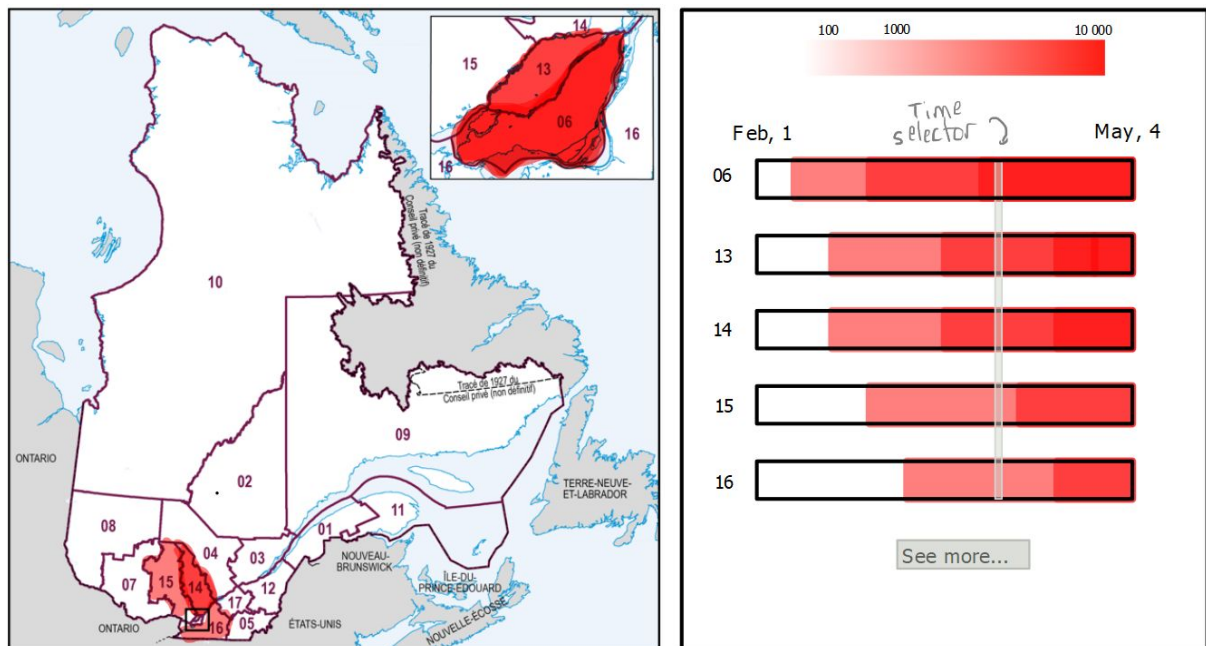 14
15
13
06
16
16
Tracé de 1927 du
Conseil privé (non définitif)
10
Tracé de 1927 du
Conseil privé (non définitif)
09
ONTARIO
02
TERRE-NEUVE-
ET-LABRADOR
11
01
08
04
03
NOUVEAU-
BRUNSWICK
ÎLE-DU-
PRINCE-ÉDOUARD
07
15
14
12
17
16
05
ONTARIO
ÉTATS-UNIS
NOUVELLE-ÉCOSSE
100 1000 10 000
Time
selector
Feb, 1 May, 4
06
13
14
15
16
See more...